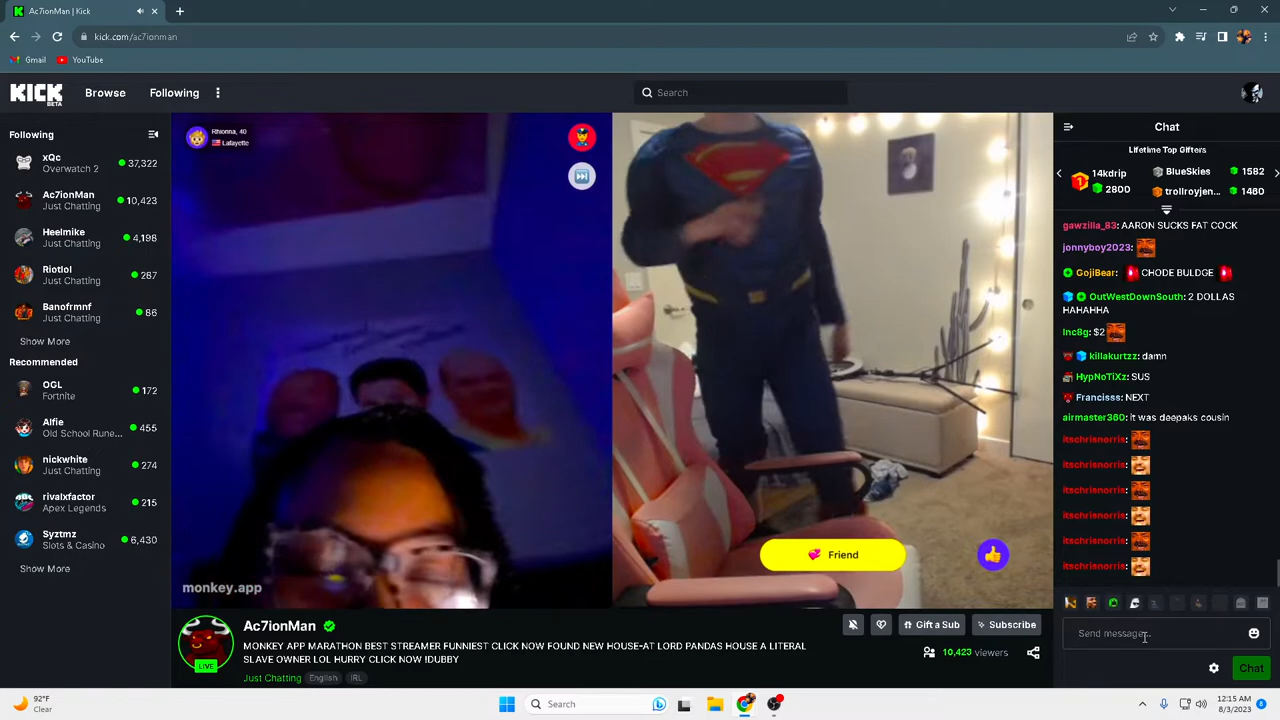 Ac7ionMan | Kick
kick.com/ac7ionman
Gmail
YouTube
KICK
BETA
Browse
Following
Search
Following
xQc
Overwatch 2
37,322
Ac7ionMan
Just Chatting
10,423
Heelmike
Just Chatting
4,196
Riotlol
Just Chatting
267
Banofrmnf
Just Chatting
86
Show More
Recommended
OGL
Fortnite
172
Alfie
Old School Rune...
455
nickwhite
Just Chatting
274
rivalxfactor
Apex Legends
215
Syztmz
Slots & Casino
6,430
Show More
Rhionna, 40
Lafayette
monkey.app
Friend
LIVE
Ac7ionMan
MONKEY APP MARATHON BEST STREAMER FUNNIEST CLICK NOW FOUND NEW HOUSE-AT LORD PANDAS HOUSE A LITERAL
SLAVE OWNER LOL HURRY CLICK NOW !DUBBY
Just Chatting
English
IRL
Gift a Sub
Subscribe
10,423 viewers
Chat
Lifetime Top Gifters
1
14kdrip
2800
BlueSkies
1582
trollroyjen...
1460
gawzilla_83: AARON SUCKS FAT COCK
jonnyboy2023:
GojiBear: CHODE BULDGE
OutWestDownSouth: 2 DOLLAS
HAHAHHA
Inc8g: $2
killakurtzz: damn
HypNoTiXz: SUS
Francisss: NEXT
airmaster360: it was deepaks cousin
itschrisnorris:
itschrisnorris:
itschrisnorris:
itschrisnorris:
itschrisnorris:
itschrisnorris:
Send message...
Chat
92°F
Clear
Search
12:15 AM
8/3/2023